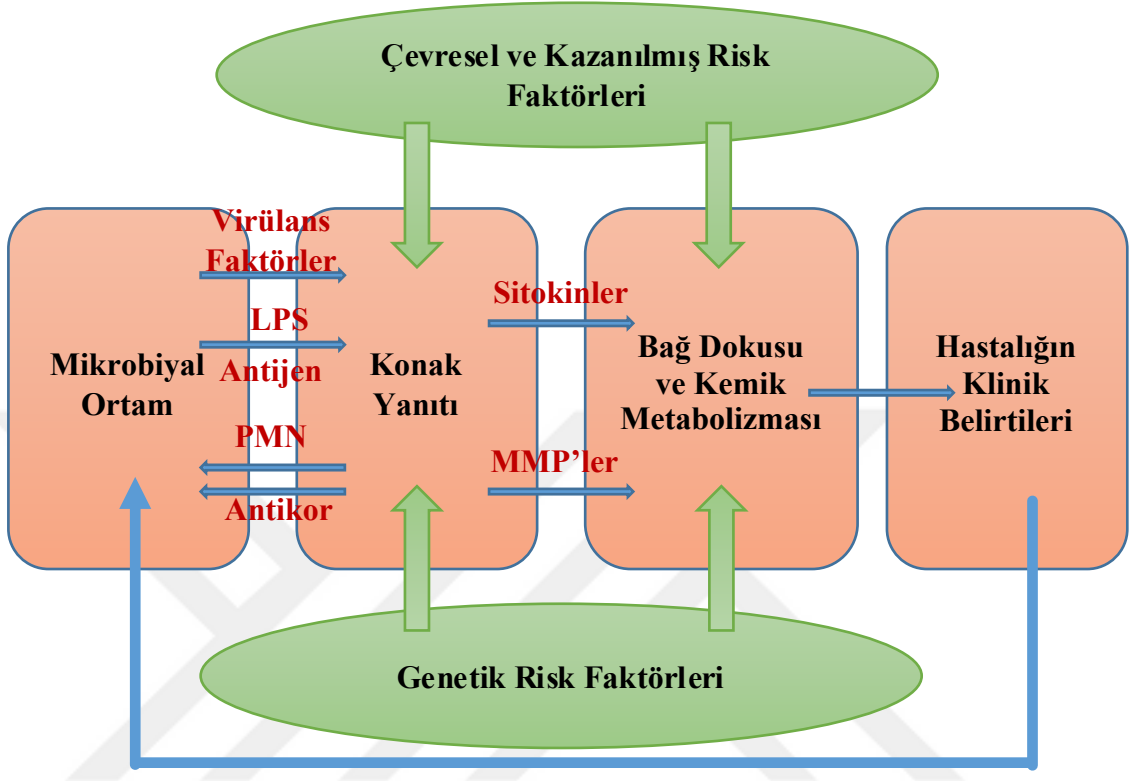 Çevresel ve Kazanılmış Risk
Faktörleri
Virülans
Faktörler
LPS
Antijen
PMN
Antikor
Mikrobiyal
Ortam
Konak
Yanıtı
Sitokinler
MMP’ler
Bağ Dokusu
ve Kemik
Metabolizması
Hastalığın
Klinik
Belirtileri
Genetik Risk Faktörleri